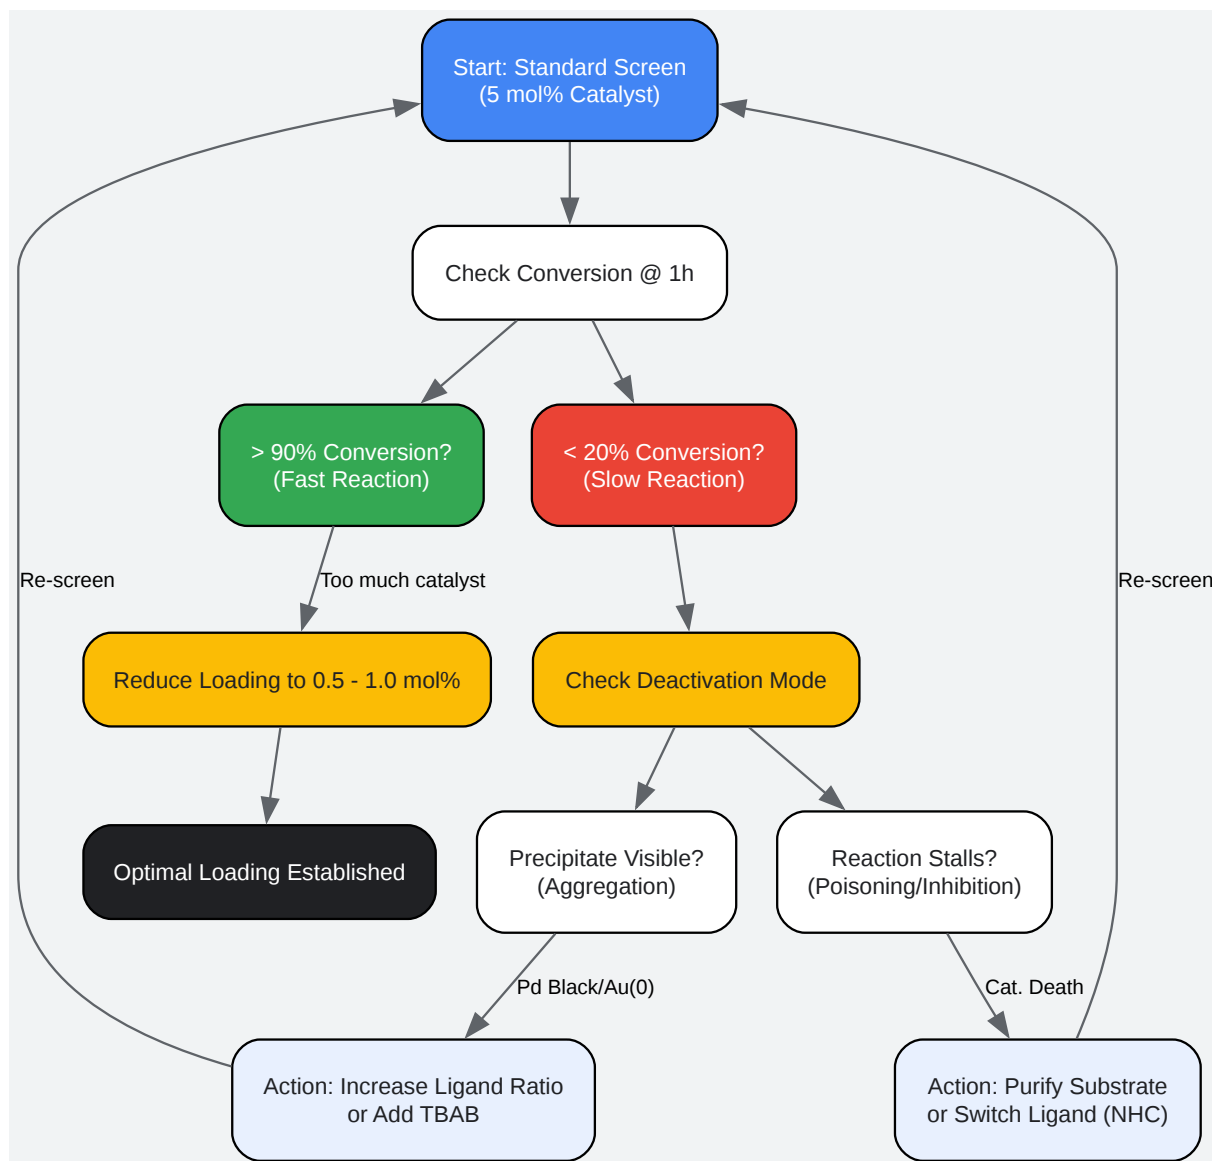 Start: Standard Screen
(5 mol% Catalyst)
Check Conversion @ 1h
> 90% Conversion?
(Fast Reaction)
< 20% Conversion?
(Slow Reaction)
Re-screen
Too much catalyst
Re-screen
Reduce Loading to 0.5 - 1.0 mol%
Check Deactivation Mode
Optimal Loading Established
Precipitate Visible?
(Aggregation)
Reaction Stalls?
(Poisoning/Inhibition)
Pd Black/Au(0)
Cat. Death
Action: Increase Ligand Ratio
or Add TBAB
Action: Purify Substrate
or Switch Ligand (NHC)